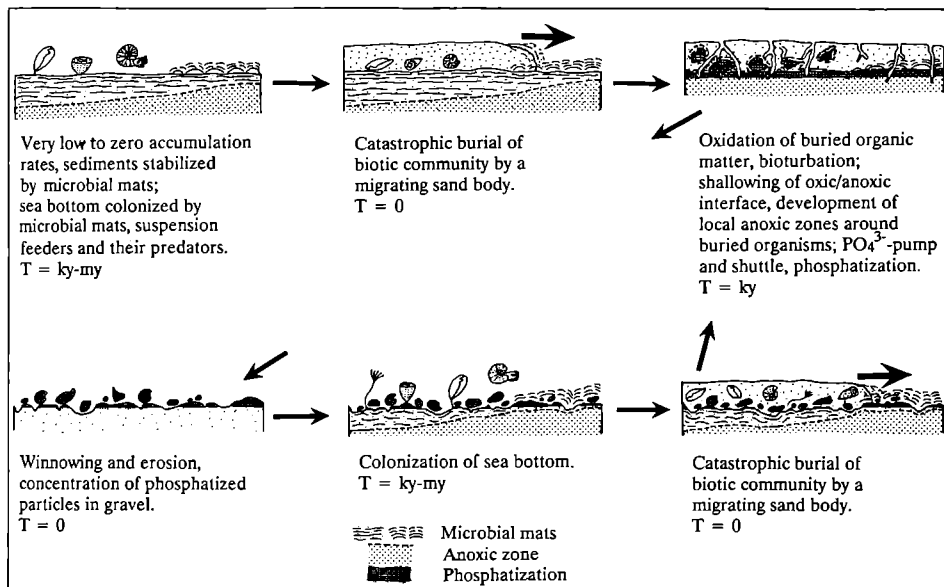 Very low to zero accumulation
rates, sediments stabilized
by microbial mats;
sea bottom colonized by
microbial mats, suspension
feeders and their predators.
T = ky-my
Catastrophic burial of
biotic community by a
migrating sand body.
T = 0
Oxidation of buried organic
matter, bioturbation;
shallowing of oxic/anoxic
interface, development of
local anoxic zones around
buried organisms; PO₄³⁻-pump
and shuttle, phosphatization.
T = ky
Winnowing and erosion,
concentration of phosphatized
particles in gravel.
T = 0
Colonization of sea bottom.
T = ky-my
Catastrophic burial of
biotic community by a
migrating sand body.
T = 0
Microbial mats
Anoxic zone
Phosphatization